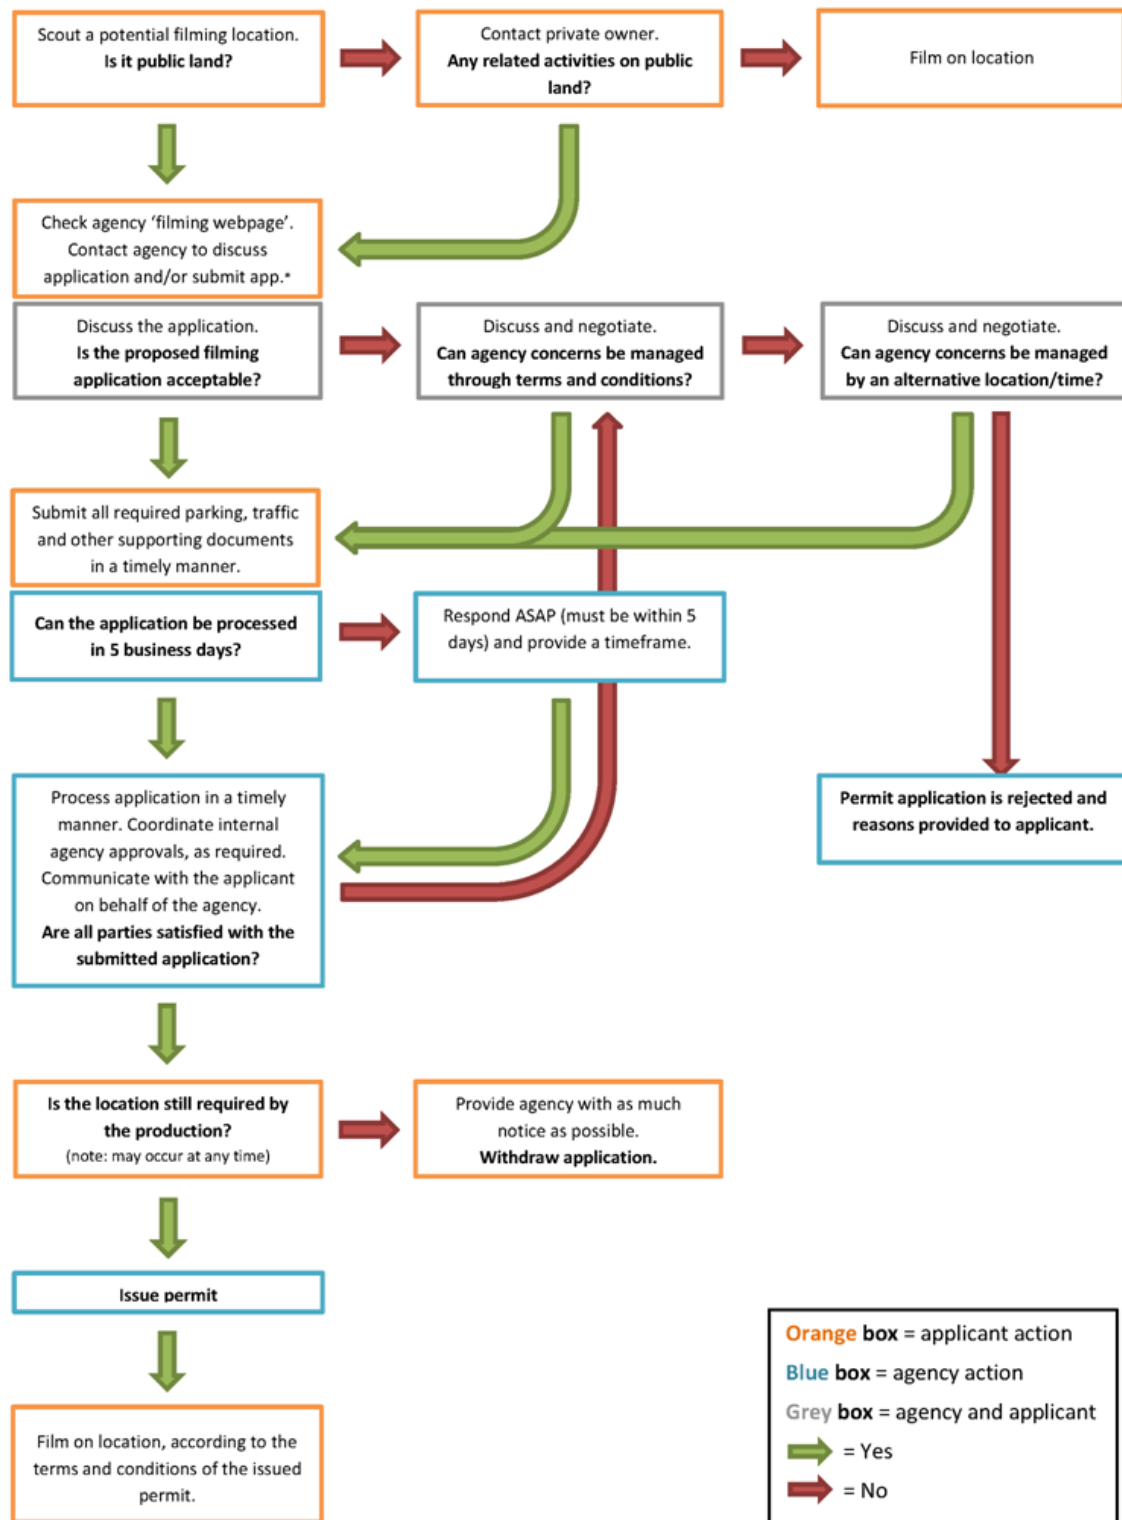 Scout a potential filming location.
Is it public land?
Contact private owner.
Any related activities on public
land?
Film on location
Check agency ‘filming webpage’.
Contact agency to discuss
application and/or submit app.*
Discuss the application.
Is the proposed filming
application acceptable?
Discuss and negotiate.
Can agency concerns be managed
through terms and conditions?
Discuss and negotiate.
Can agency concerns be managed
by an alternative location/time?
Submit all required parking, traffic
and other supporting documents
in a timely manner.
Can the application be processed
in 5 business days?
Respond ASAP (must be within 5
days) and provide a timeframe.
Process application in a timely
manner. Coordinate internal
agency approvals, as required.
Communicate with the applicant
on behalf of the agency.
Are all parties satisfied with the
submitted application?
Permit application is rejected and
reasons provided to applicant.
Is the location still required by
the production?
(note: may occur at any time)
Provide agency with as much
notice as possible.
Withdraw application.
Issue permit
Film on location, according to the
terms and conditions of the issued
permit.
Orange box = applicant action
Blue box = agency action
Grey box = agency and applicant
= Yes
= No